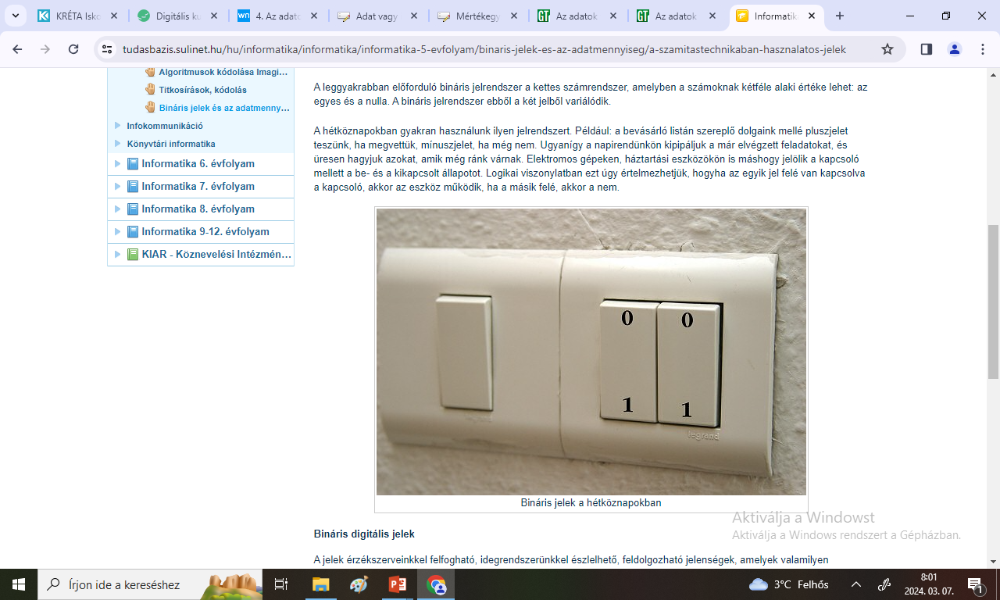 KRÉTA Isko
Digitális ku
4. Az adato
Adat vagy
Mértékegy
Az adatok
Az adatok
Informatika
tudasbazis.sulinet.hu/hu/informatika/informatika/informatika-5-evfolyam/binaris-jelek-es-az-adatmennyiseg/a-szamitastechnikaban-hasznalatos-jelek
Algoritmusok kódolása Imagi...
Titkosírások, kódolás
Bináris jelek és az adatmenny...
Infokommunikáció
Könyvtári informatika
Informatika 6. évfolyam
Informatika 7. évfolyam
Informatika 8. évfolyam
Informatika 9-12. évfolyam
KIAR - Köznevelési Intézmén...
A leggyakrabban előforduló bináris jelrendszer a kettes számrendszer, amelyben a számoknak kétféle alaki értéke lehet: az
egyes és a nulla. A bináris jelrendszer ebből a két jelből variálódik.
A hétköznapokban gyakran használunk ilyen jelrendszert. Például: a bevásárló listán szereplő dolgaink mellé pluszjelet
teszünk, ha megvettük, mínuszjelet, ha még nem. Ugyanígy a napirendünkön kipipáljuk a már elvégzett feladatokat, és
üresen hagyjuk azokat, amik még ránk várnak. Elektromos gépeken, háztartási eszközökön is máshogy jelölik a kapcsoló
mellett a be- és a kikapcsolt állapotot. Logikai viszonylatban ezt úgy értelmezhetjük, hogyha az egyik jel felé van kapcsolva
a kapcsoló, akkor az eszköz működik, ha a másik felé, akkor a nem.
0 0
1 1
legrand
Bináris jelek a hétköznapokban
Bináris digitális jelek
A jelek érzékszerveinkkel felfogható, idegrendszerünkkel észlelhető, feldolgozható jelenségek, amelyek valamilyen
Aktiválja a Windowst
Aktiválja a Windows rendszert a Gépházban.
Írjon ide a kereséshez
3°C Felhős
8:01
2024. 03. 07.
1